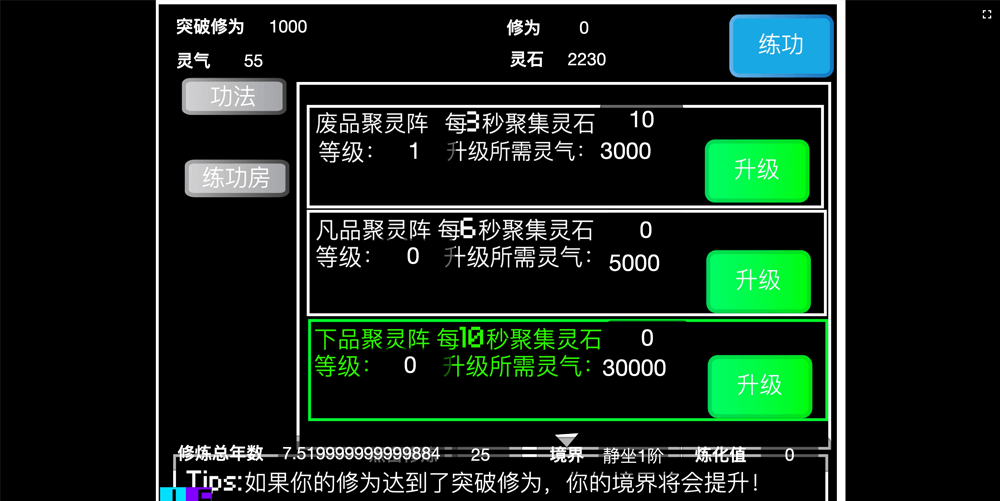 突破修为 1000 修为 0
练功
灵气 55 灵石 2230
功法
废品聚灵阵 每3秒聚集灵石 10
等级： 1 升级所需灵气： 3000
升级
练功房
凡品聚灵阵 每6秒聚集灵石 0
等级： 0 升级所需灵气： 5000
升级
下品聚灵阵 每10秒聚集灵石 0
等级： 0 升级所需灵气： 30000
升级
修炼总年数 7.519999999999884 25 境界 静坐1阶 炼化值 0
Tips:如果你的修为达到了突破修为，你的境界将会提升！